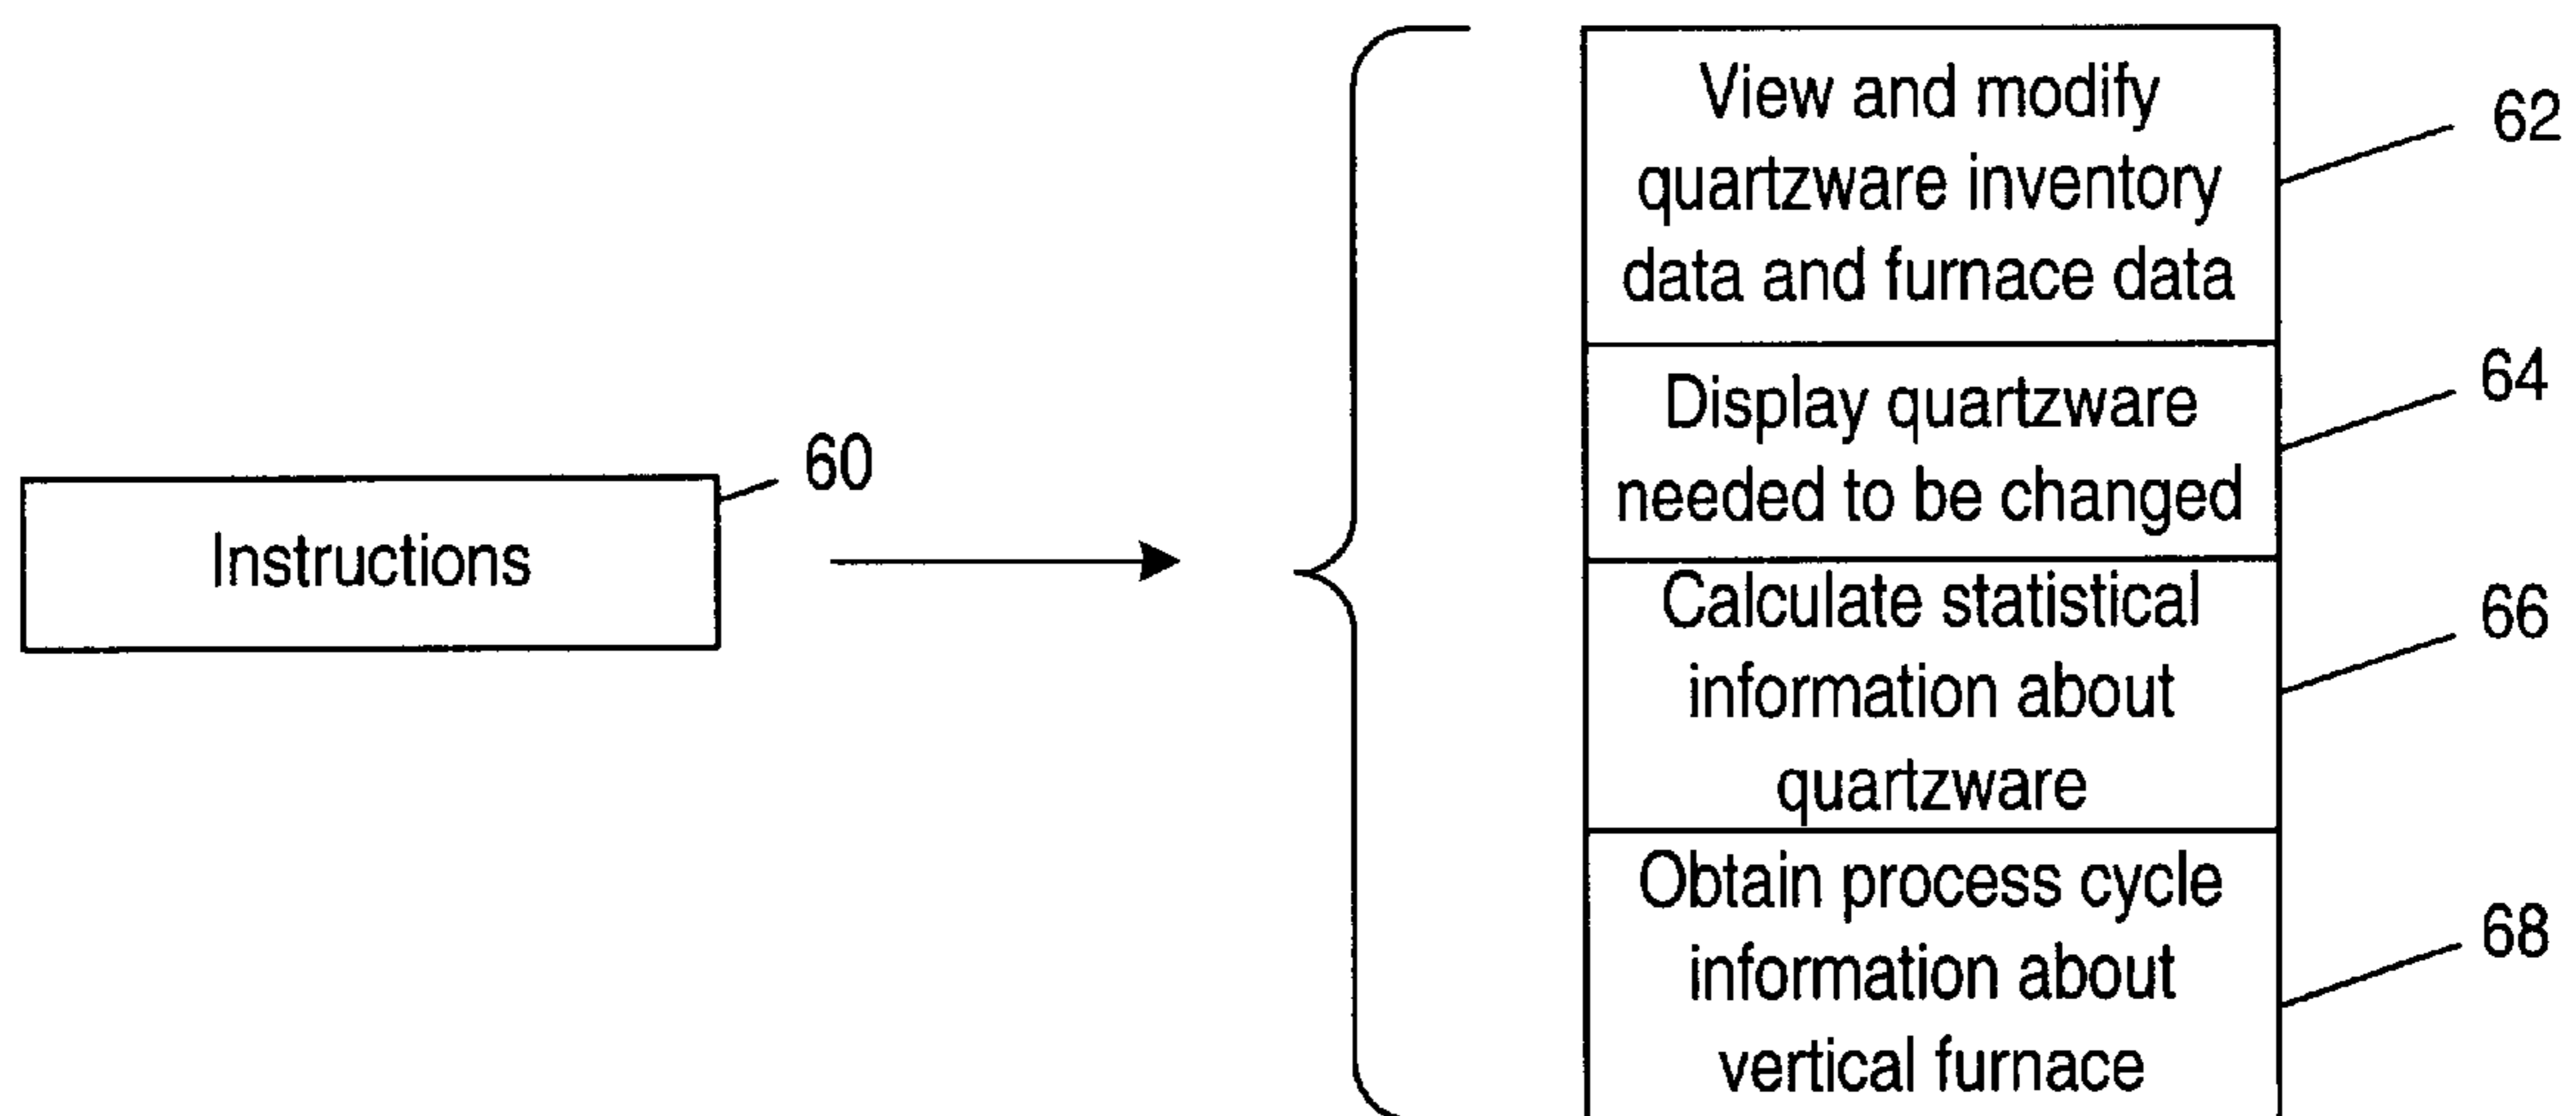 View and modify
quartzware inventory
data and furnace data
62
Display quartzware
needed to be changed
64
Instructions
60
Calculate statistical
information about
quartzware
66
Obtain process cycle
information about
vertical furnace
68